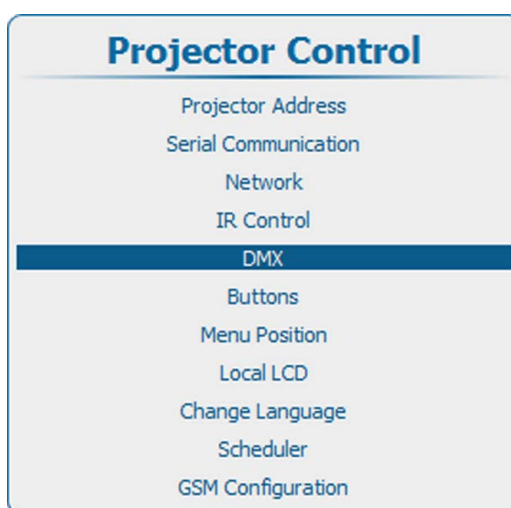 Projector Control
Projector Address
Serial Communication
Network
IR Control
DMX
Buttons
Menu Position
Local LCD
Change Language
Scheduler
GSM Configuration